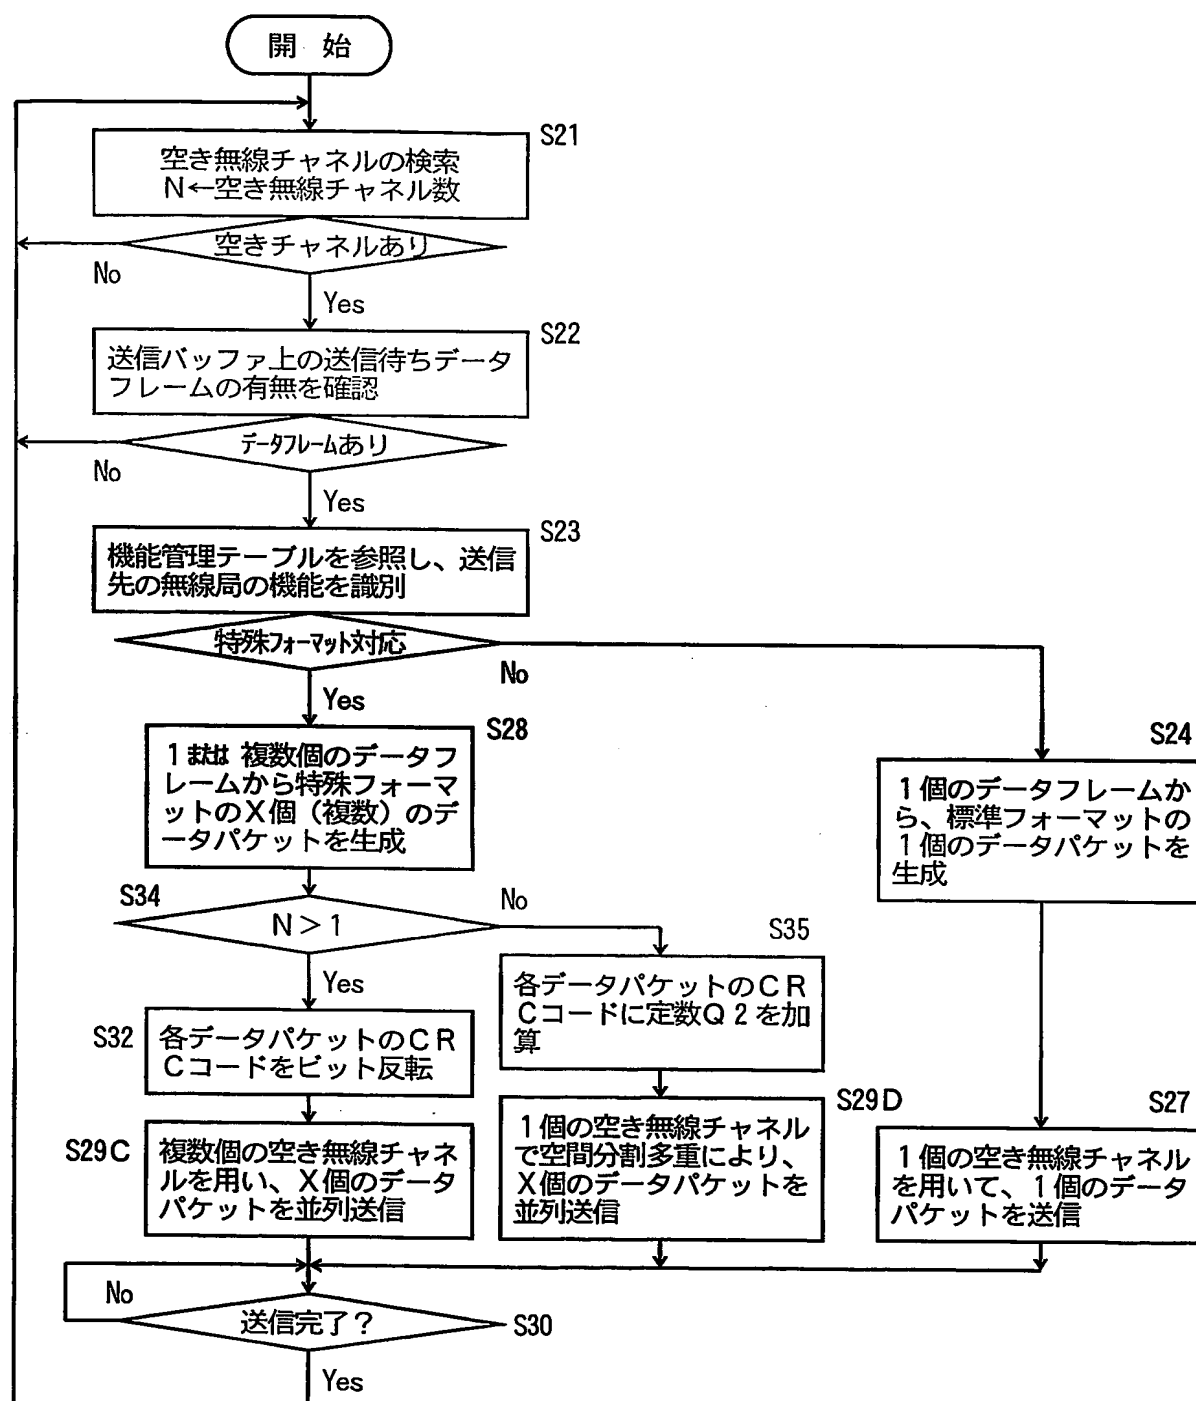 開 始
S21
空き無線チャネルの検索
N←空き無線チャネル数
空きチャネルあり
No
Yes
S22
送信バッファ上の送信待ちデータ
フレームの有無を確認
データフレームあり
No
Yes
S23
機能管理テーブルを参照し、送信
先の無線局の機能を識別
特殊フォーマット対応
No
Yes
S28
1または複数個のデータフ
レームから特殊フォーマ
ットのX個(複数)のデ
ータパケットを生成
S24
1個のデータフレームか
ら、標準フォーマットの
1個のデータパケットを
生成
S34
N>1
No
Yes
S35
各データパケットのCR
Cコードに定数Q2を加
算
S32
各データパケットのCR
Cコードをビット反転
S29C
複数個の空き無線チャネ
ルを用い、X個のデータ
パケットを並列送信
S29D
1個の空き無線チャネル
で空間分割多重により、
X個のデータパケットを
並列送信
S27
1個の空き無線チャネル
を用いて、1個のデータ
パケットを送信
No
送信完了?
S30
Yes